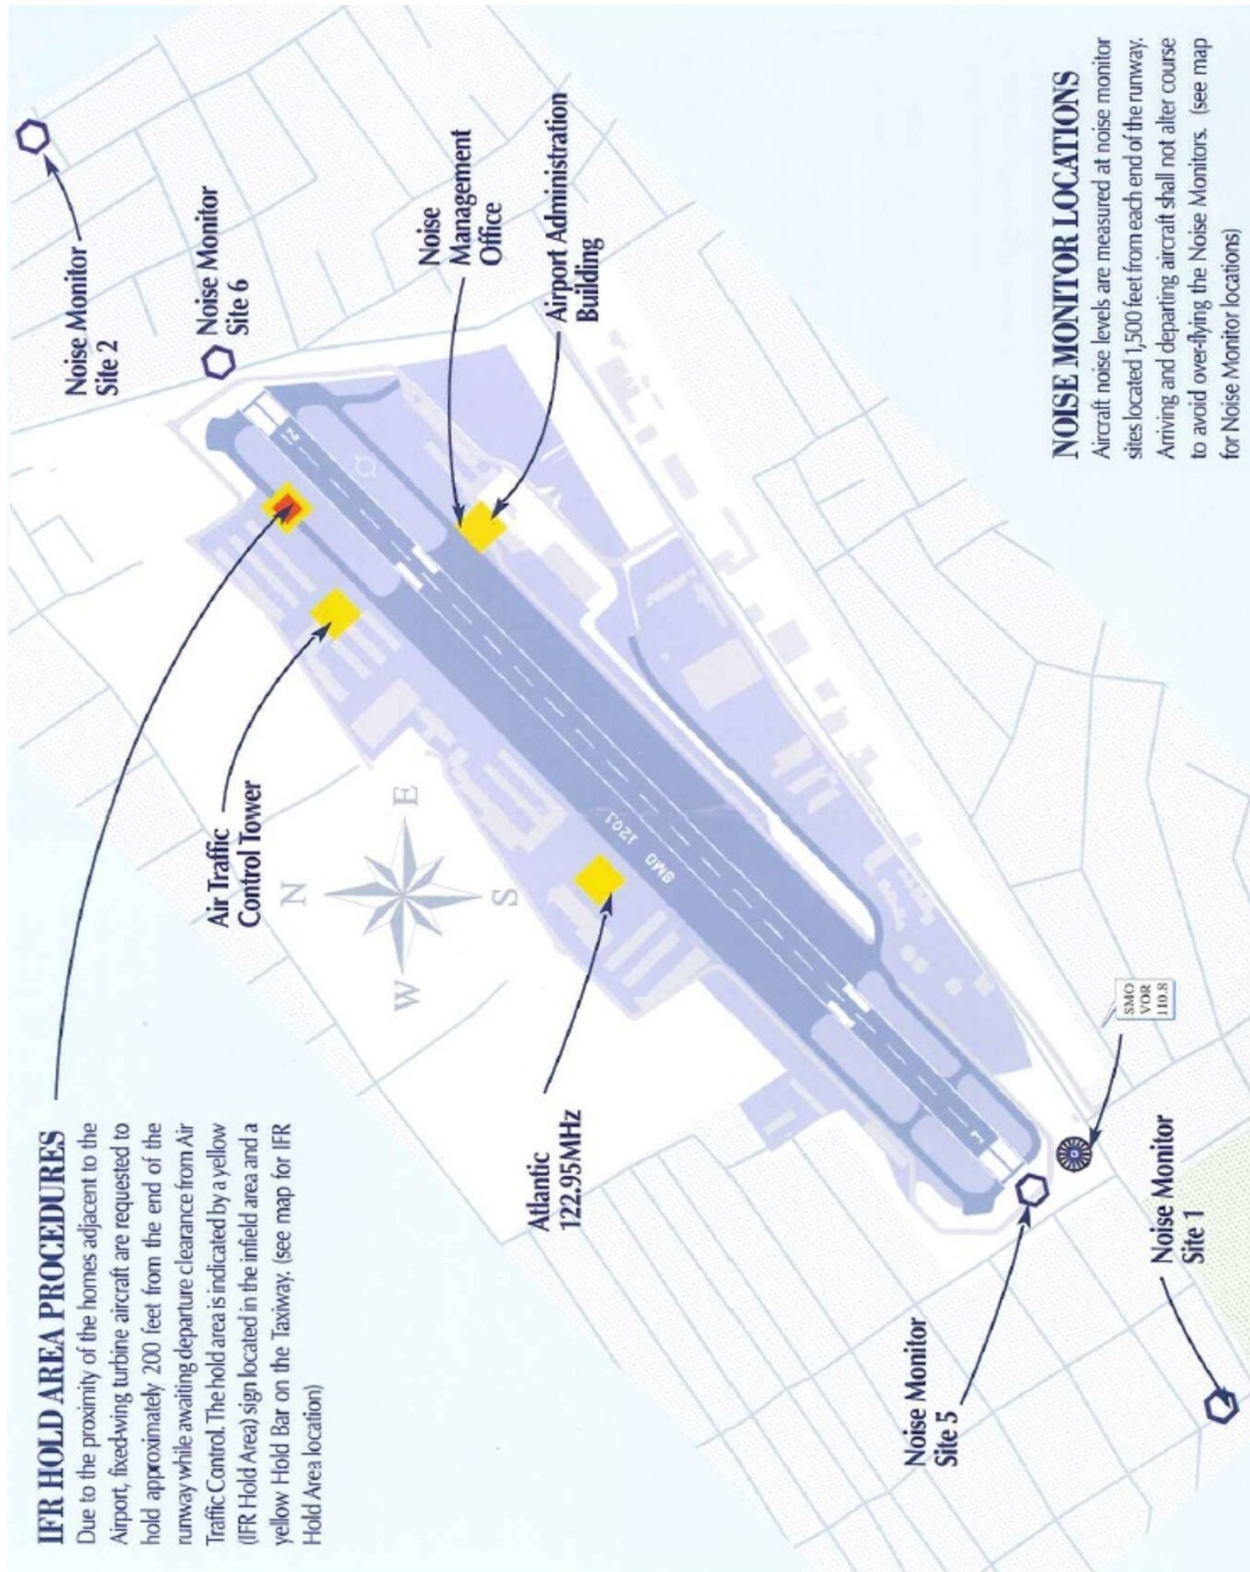 IFR HOLD AREA PROCEDURES
Due to the proximity of the homes adjacent to the
Airport, fixed-wing turbine aircraft are requested to
hold approximately 200 feet from the end of the
runway while awaiting departure clearance from Air
Traffic Control. The hold area is indicated by a yellow
(IFR Hold Area) sign located in the infield area and a
yellow Hold Bar on the Taxiway. (see map for IFR
Hold Area location)
Noise Monitor
Site 2
Noise Monitor
Site 6
Air Traffic
Control Tower
Noise
Management
Office
Airport Administration
Building
N
W
E
S
Atlantic
122.95MHz
SMO 120.1
21
Noise Monitor
Site 5
Noise Monitor
Site 1
SMO
VOR
110.8
NOISE MONITOR LOCATIONS
Aircraft noise levels are measured at noise monitor
sites located 1,500 feet from each end of the runway.
Arriving and departing aircraft shall not alter course
to avoid over-flying the Noise Monitors. (see map
for Noise Monitor locations)